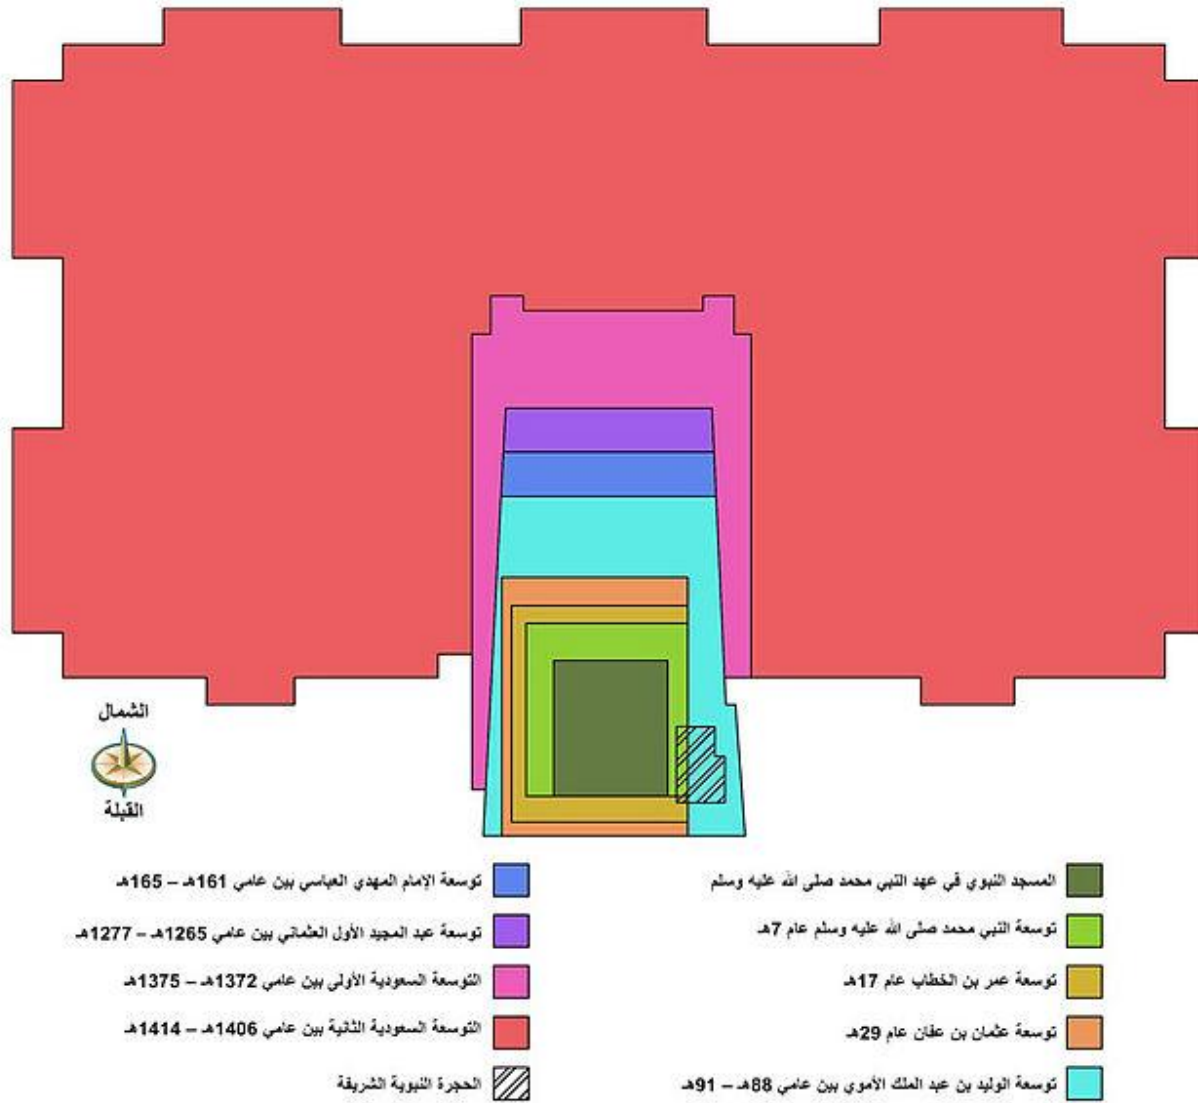 الشمال
القبلة
المسجد النبوي في عهد النبي محمد صلى الله عليه وسلم
توسعة النبي محمد صلى الله عليه وسلم عام 7هـ
توسعة عمر بن الخطاب عام 17هـ
توسعة عثمان بن عفان عام 29هـ
توسعة الوليد بن عبد الملك الأموي بين عامي 88هـ – 91هـ
توسعة الإمام المهدي العباسي بين عامي 161هـ – 165هـ
توسعة عبد المجيد الأول العثماني بين عامي 1265هـ – 1277هـ
التوسعة السعودية الأولى بين عامي 1372هـ – 1375هـ
التوسعة السعودية الثانية بين عامي 1406هـ – 1414هـ
الحجرة النبوية الشريفة